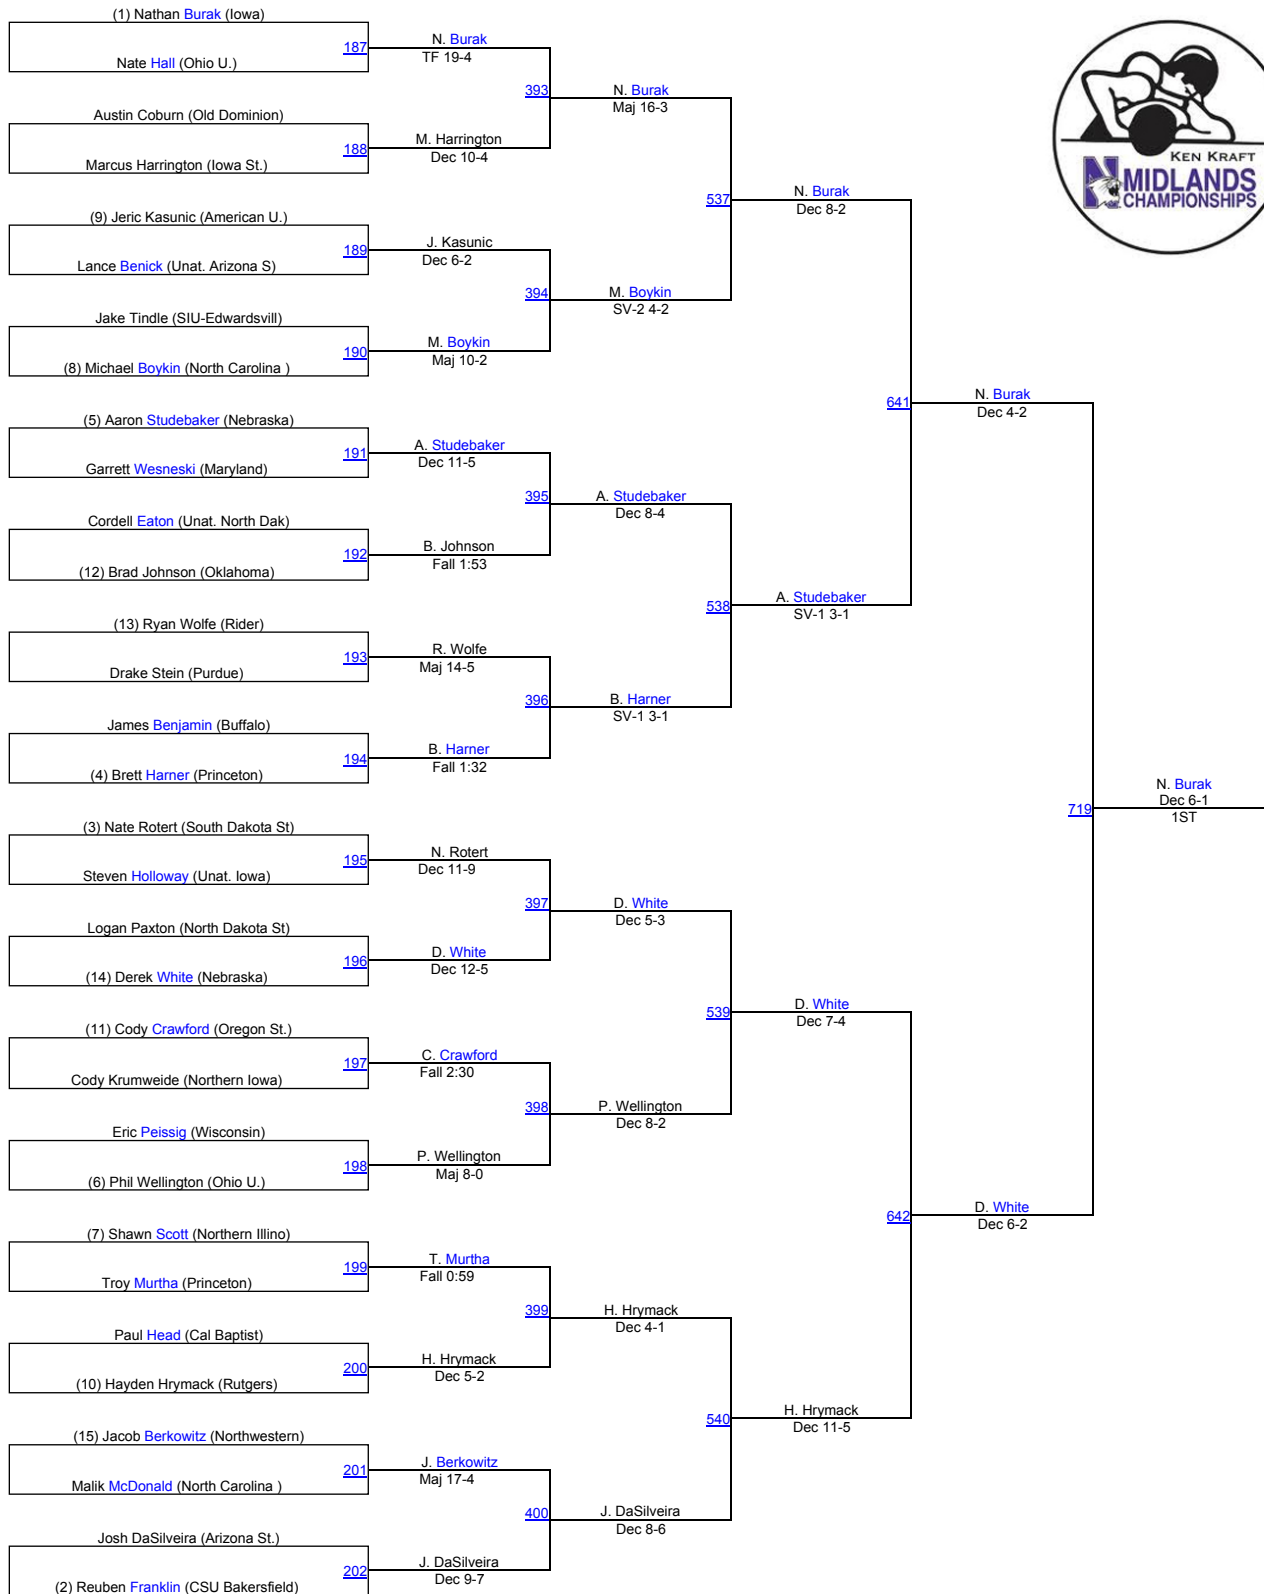 (1) Nathan Burak (Iowa)
187
Nate Hall (Ohio U.)
N. Burak
TF 19-4
393
Austin Coburn (Old Dominion)
188
Marcus Harrington (Iowa St.)
M. Harrington
Dec 10-4
N. Burak
Maj 16-3
(9) Jeric Kasunic (American U.)
189
Lance Benick (Unat. Arizona S)
J. Kasunic
Dec 6-2
394
Jake Tindle (SIU-Edwardsvill)
190
(8) Michael Boykin (North Carolina )
M. Boykin
Maj 10-2
M. Boykin
SV-2 4-2
537
N. Burak
Dec 8-2
(5) Aaron Studebaker (Nebraska)
191
Garrett Wesneski (Maryland)
A. Studebaker
Dec 11-5
395
Cordell Eaton (Unat. North Dak)
192
(12) Brad Johnson (Oklahoma)
B. Johnson
Fall 1:53
A. Studebaker
Dec 8-4
(13) Ryan Wolfe (Rider)
193
Drake Stein (Purdue)
R. Wolfe
Maj 14-5
396
James Benjamin (Buffalo)
194
(4) Brett Harner (Princeton)
B. Harner
Fall 1:32
B. Harner
SV-1 3-1
538
A. Studebaker
SV-1 3-1
641
N. Burak
Dec 4-2
(3) Nate Rotert (South Dakota St)
195
Steven Holloway (Unat. Iowa)
N. Rotert
Dec 11-9
397
Logan Paxton (North Dakota St)
196
(14) Derek White (Nebraska)
D. White
Dec 12-5
D. White
Dec 5-3
(11) Cody Crawford (Oregon St.)
197
Cody Krumweide (Northern Iowa)
C. Crawford
Fall 2:30
398
Eric Peissig (Wisconsin)
198
(6) Phil Wellington (Ohio U.)
P. Wellington
Maj 8-0
P. Wellington
Dec 8-2
539
D. White
Dec 7-4
(7) Shawn Scott (Northern Illino)
199
Troy Murtha (Princeton)
T. Murtha
Fall 0:59
399
Paul Head (Cal Baptist)
200
(10) Hayden Hrymack (Rutgers)
H. Hrymack
Dec 5-2
H. Hrymack
Dec 4-1
(15) Jacob Berkowitz (Northwestern)
201
Malik McDonald (North Carolina )
J. Berkowitz
Maj 17-4
400
Josh DaSilveira (Arizona St.)
202
(2) Reuben Franklin (CSU Bakersfield)
J. DaSilveira
Dec 9-7
J. DaSilveira
Dec 8-6
540
H. Hrymack
Dec 11-5
642
D. White
Dec 6-2
719
N. Burak
Dec 6-1
1ST
KEN KRAFT
N MIDLANDS
CHAMPIONSHIPS